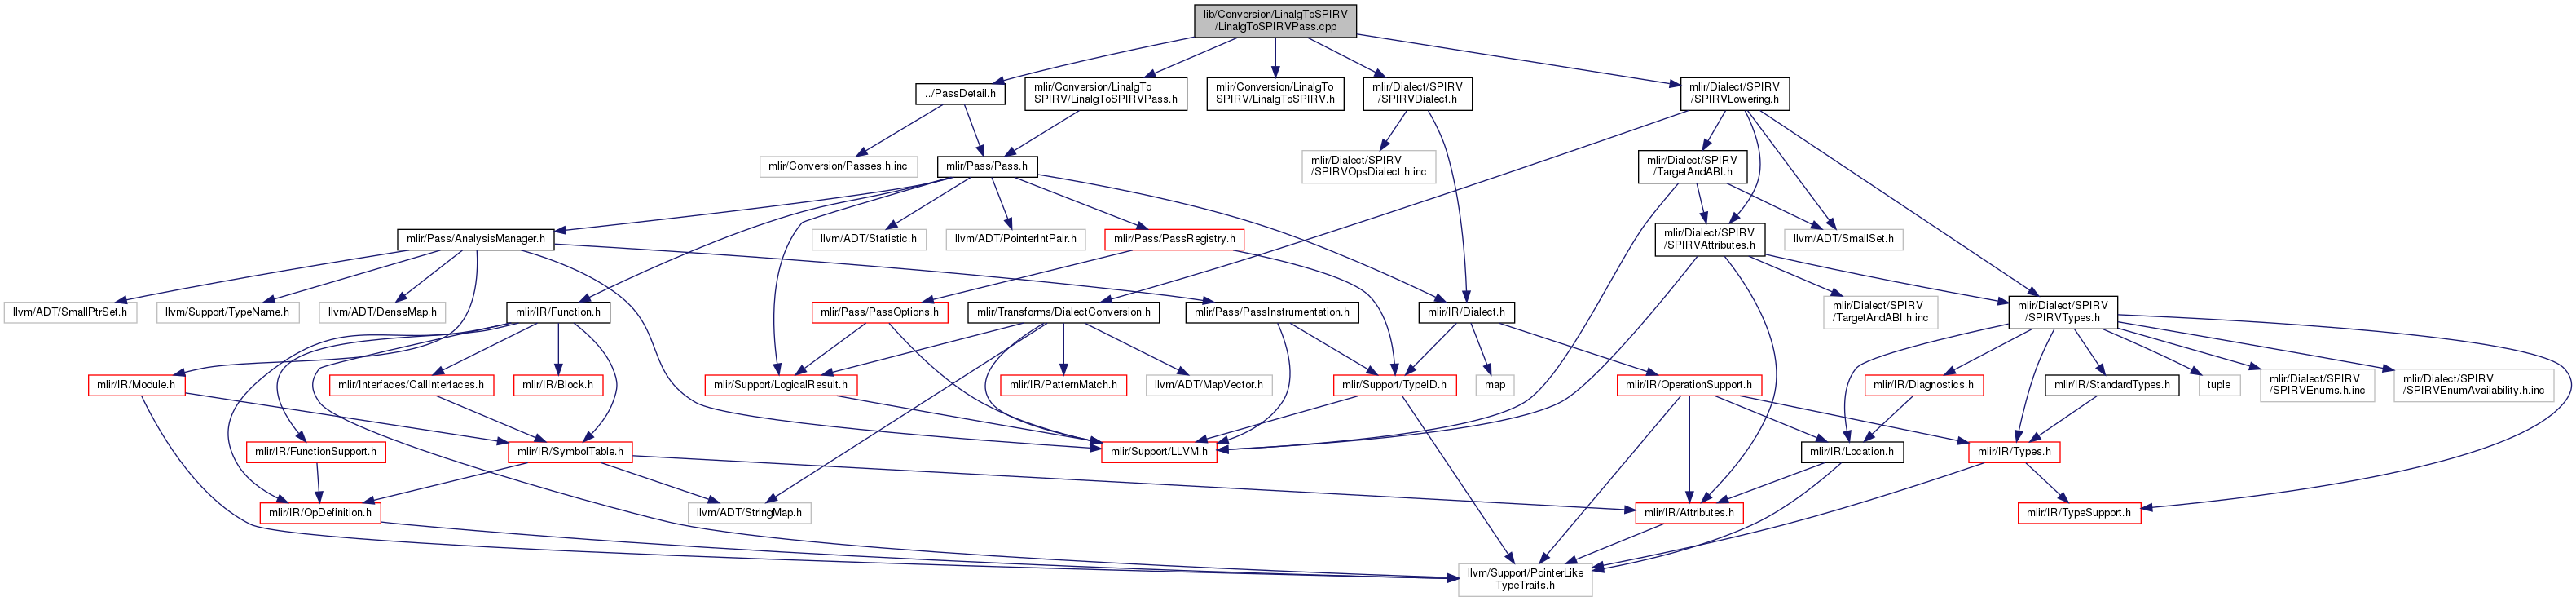 lib/Conversion/LinalgToSPIRV
/LinalgToSPIRVPass.cpp
../PassDetail.h
mlir/Conversion/LinalgTo
SPIRV/LinalgToSPIRVPass.h
mlir/Conversion/LinalgTo
SPIRV/LinalgToSPIRV.h
mlir/Dialect/SPIRV
/SPIRVDialect.h
mlir/Dialect/SPIRV
/SPIRVLowering.h
mlir/Conversion/Passes.h.inc
mlir/Pass/Pass.h
mlir/Dialect/SPIRV
/SPIRVOpsDialect.h.inc
mlir/Dialect/SPIRV
/TargetAndABI.h
mlir/Pass/AnalysisManager.h
llvm/ADT/Statistic.h
llvm/ADT/PointerIntPair.h
mlir/Pass/PassRegistry.h
mlir/Dialect/SPIRV
/SPIRVAttributes.h
llvm/ADT/SmallSet.h
llvm/ADT/SmallPtrSet.h
llvm/Support/TypeName.h
llvm/ADT/DenseMap.h
mlir/IR/Function.h
mlir/Pass/PassOptions.h
mlir/Transforms/DialectConversion.h
mlir/Pass/PassInstrumentation.h
mlir/IR/Dialect.h
mlir/Dialect/SPIRV
/TargetAndABI.h.inc
mlir/Dialect/SPIRV
/SPIRVTypes.h
mlir/IR/Module.h
mlir/Interfaces/CallInterfaces.h
mlir/IR/Block.h
mlir/Support/LogicalResult.h
mlir/IR/PatternMatch.h
llvm/ADT/MapVector.h
mlir/Support/TypeID.h
map
mlir/IR/OperationSupport.h
mlir/IR/Diagnostics.h
mlir/IR/StandardTypes.h
tuple
mlir/Dialect/SPIRV
/SPIRVEnums.h.inc
mlir/Dialect/SPIRV
/SPIRVEnumAvailability.h.inc
mlir/IR/FunctionSupport.h
mlir/IR/SymbolTable.h
mlir/Support/LLVM.h
mlir/IR/Location.h
mlir/IR/Types.h
mlir/IR/OpDefinition.h
llvm/ADT/StringMap.h
mlir/IR/Attributes.h
mlir/IR/TypeSupport.h
llvm/Support/PointerLike
TypeTraits.h